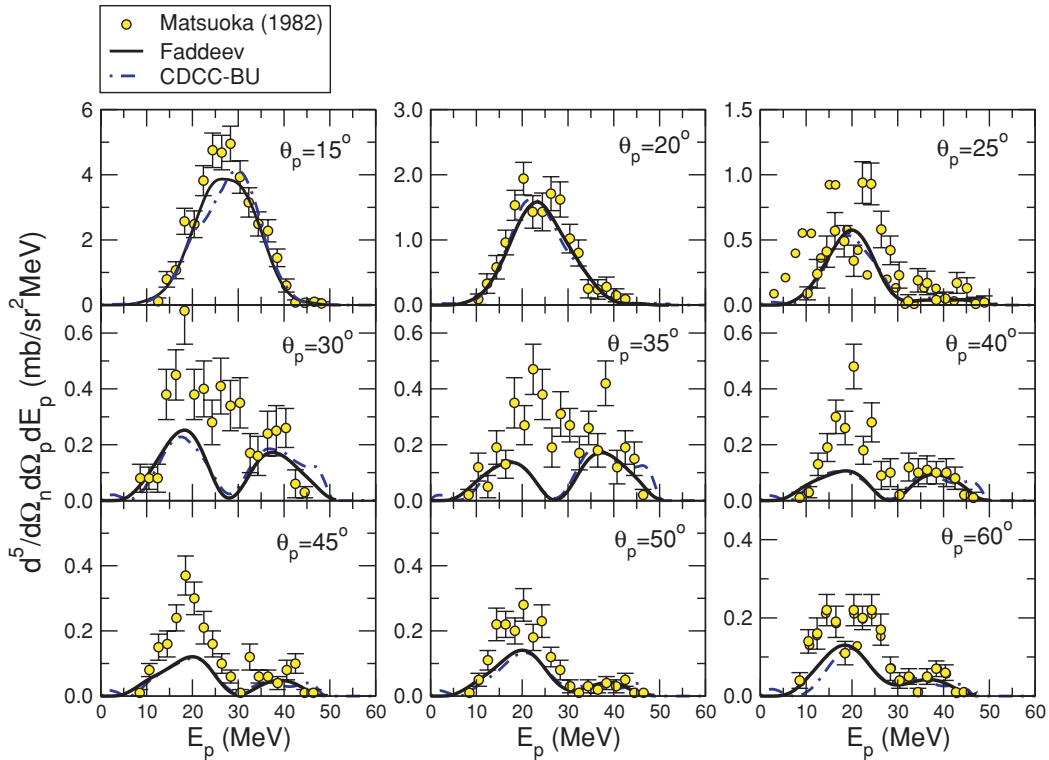 Matsuoka (1982)
Faddeev
CDCC-BU
6
4
2
0
θp=15°
3.0
2.0
1.0
0.0
θp=20°
1.5
1.0
0.5
0.0
θp=25°
d⁵/dΩn dΩp dEp (mb/sr² MeV)
0.6
0.4
0.2
0.0
θp=30°
0.6
0.4
0.2
0.0
θp=35°
0.6
0.4
0.2
0.0
θp=40°
0.4
0.2
0.0
θp=45°
0.4
0.2
0.0
θp=50°
0.4
0.2
0.0
θp=60°
0 10 20 30 40 50 60
0 10 20 30 40 50 60
0 10 20 30 40 50 60
Ep (MeV)
Ep (MeV)
Ep (MeV)